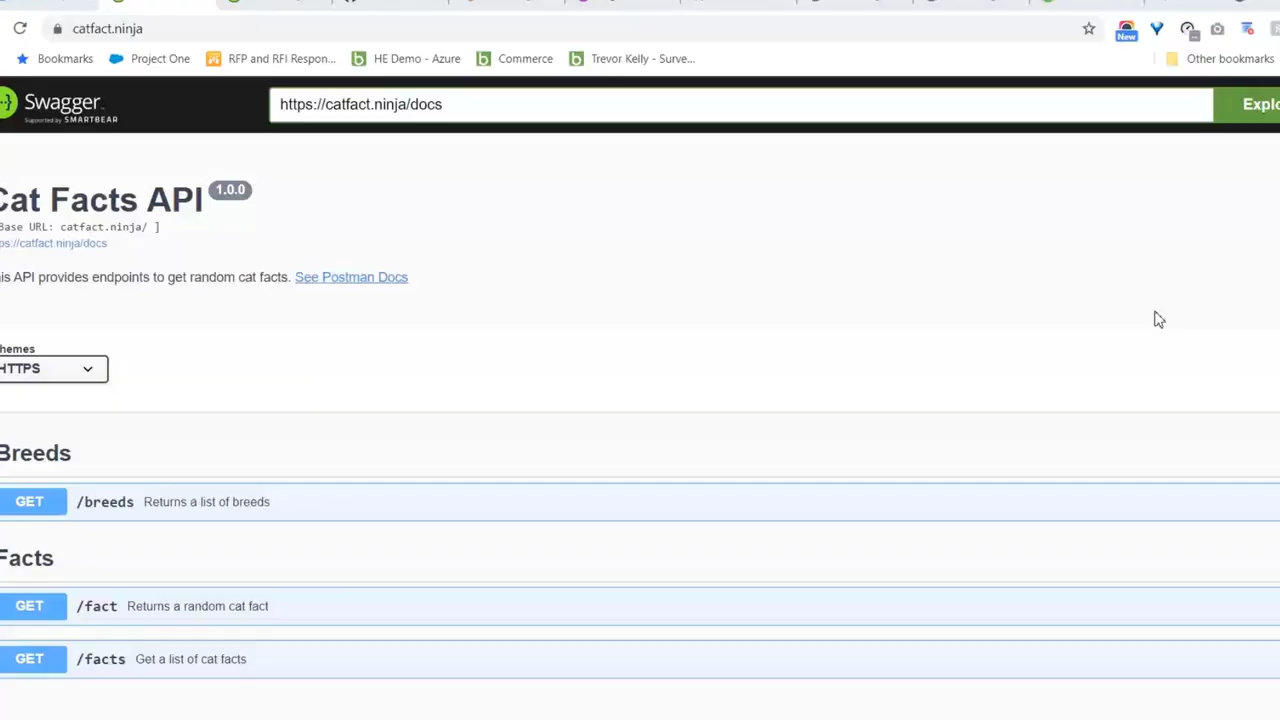 catfact.ninja
New
Bookmarks Project One RFP and RFI Respon... HE Demo - Azure Commerce Trevor Kelly - Surve... Other bookmarks
Swagger
Supported by SMARTBEAR
https://catfact.ninja/docs
Explo
Cat Facts API 1.0.0
Base URL: catfact.ninja/ ]
ps://catfact.ninja/docs
is API provides endpoints to get random cat facts. See Postman Docs
hemes
HTTPS
Breeds
GET /breeds Returns a list of breeds
Facts
GET /fact Returns a random cat fact
GET /facts Get a list of cat facts